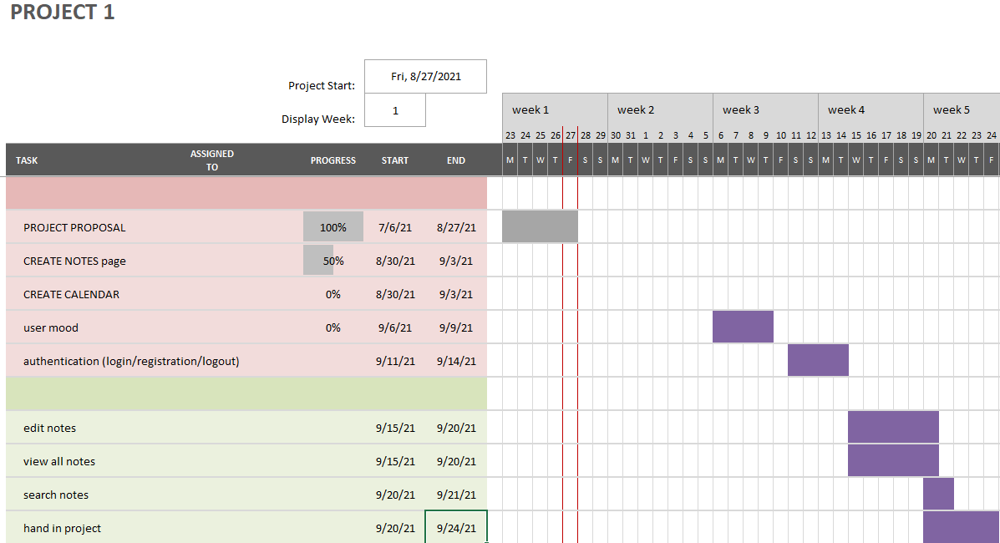 PROJECT 1
Project Start: Fri, 8/27/2021
Display Week: 1
week 1 week 2 week 3 week 4 week 5
23 24 25 26 27 28 29 30 31 1 2 3 4 5 6 7 8 9 10 11 12 13 14 15 16 17 18 19 20 21 22 23 24
TASK ASSIGNED TO PROGRESS START END M T W T F S S M T W T F S S M T W T F S S M T W T F S S M T W T F
PROJECT PROPOSAL 100% 7/6/21 8/27/21
CREATE NOTES page 50% 8/30/21 9/3/21
CREATE CALENDAR 0% 8/30/21 9/3/21
user mood 0% 9/6/21 9/9/21
authentication (login/registration/logout) 9/11/21 9/14/21
edit notes 9/15/21 9/20/21
view all notes 9/15/21 9/20/21
search notes 9/20/21 9/21/21
hand in project 9/20/21 9/24/21